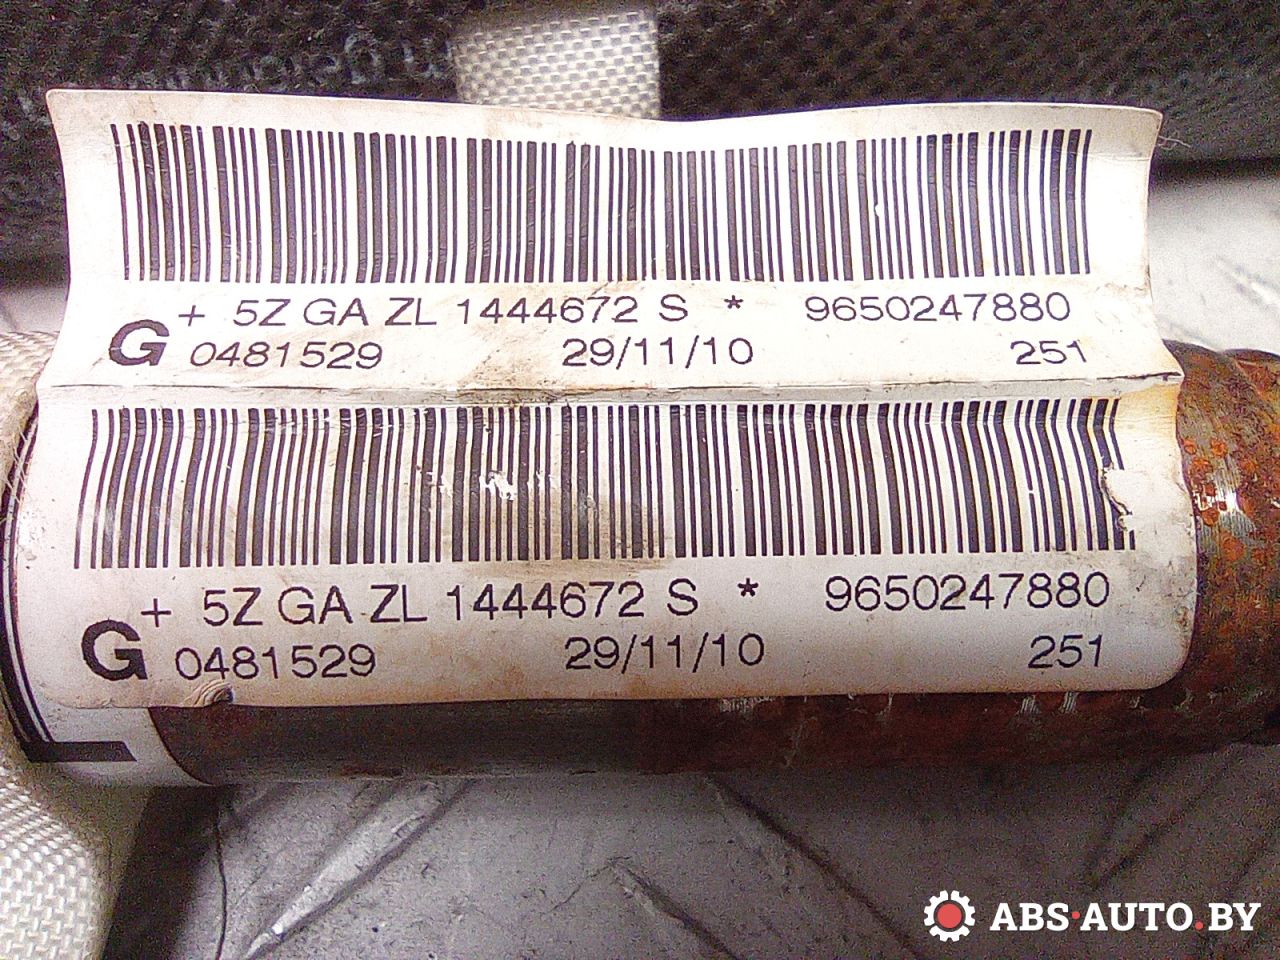 + 5Z GA ZL 1444672 S * 9650247880
G 0481529 29/11/10 251
+ 5Z GA ZL 1444672 S * 9650247880
G 0481529 29/11/10 251
ABS·AUTO.BY